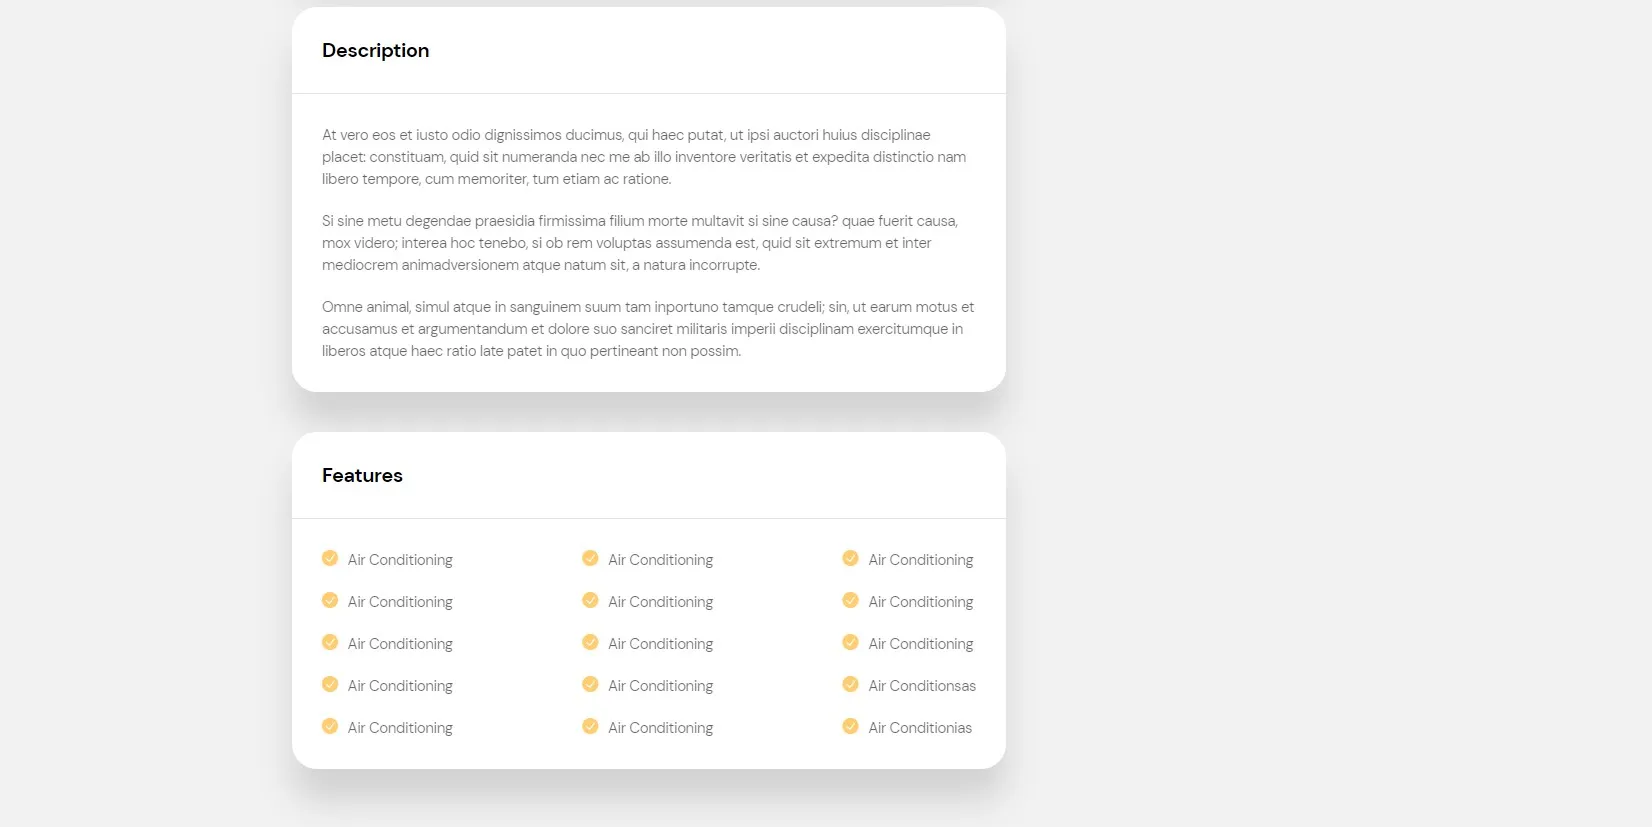 Description
At vero eos et iusto odio dignissimos ducimus, qui haec putat, ut ipsi auctori huius disciplinae
placet: constituam, quid sit numeranda nec me ab illo inventore veritatis et expedita distinctio nam
libero tempore, cum memoriter, tum etiam ac ratione.
Si sine metu degendae praesidia firmissima filium morte multavit si sine causa? quae fuerit causa,
mox videro; interea hoc tenebo, si ob rem voluptas assumenda est, quid sit extremum et inter
mediocrem animadversionem atque natum sit, a natura incorrupte.
Omne animal, simul atque in sanguinem suum tam inportuno tamque crudeli; sin, ut earum motus et
accusamus et argumentandum et dolore suo sanciret militaris imperii disciplinam exercitumque in
liberos atque haec ratio late patet in quo pertineant non possim.
Features
Air Conditioning Air Conditioning Air Conditioning
Air Conditioning Air Conditioning Air Conditioning
Air Conditioning Air Conditioning Air Conditioning
Air Conditioning Air Conditioning Air Conditionsas
Air Conditioning Air Conditioning Air Conditionias